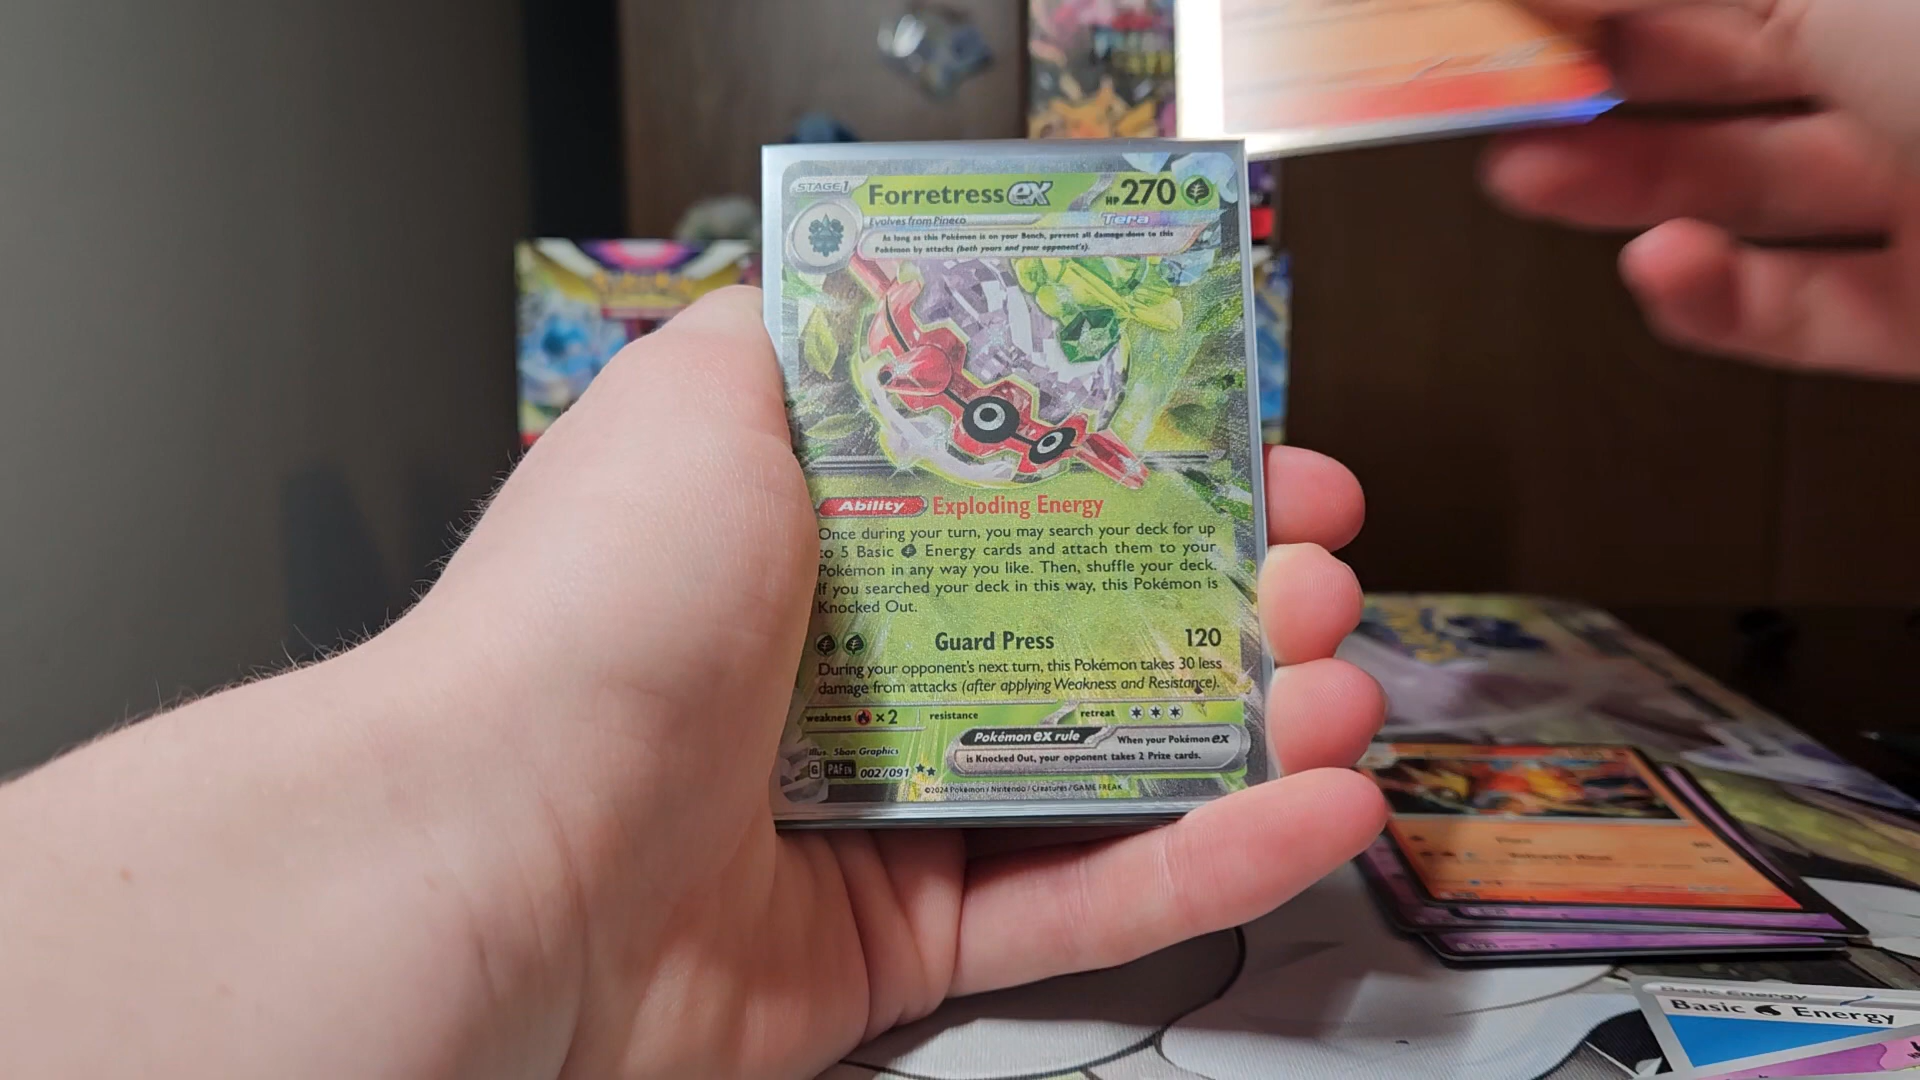 STAGE 1
Forretress ex
HP 270
Evolves from Pineco
Tera
As long as this Pokémon is on your Bench, prevent all damage done to this
Pokémon by attacks (both yours and your opponent's).
Ability Exploding Energy
Once during your turn, you may search your deck for up
to 5 Basic Energy cards and attach them to your
Pokémon in any way you like. Then, shuffle your deck.
If you searched your deck in this way, this Pokémon is
Knocked Out.
Guard Press 120
During your opponent's next turn, this Pokémon takes 30 less
damage from attacks (after applying Weakness and Resistance).
weakness ×2 resistance retreat
Pokémon ex rule When your Pokémon ex
is Knocked Out, your opponent takes 2 Prize cards.
Illus. 5ban Graphics
G PAF EN 002/091
©2024 Pokémon / Nintendo / Creatures / GAME FREAK
Basic Energy
Basic Energy